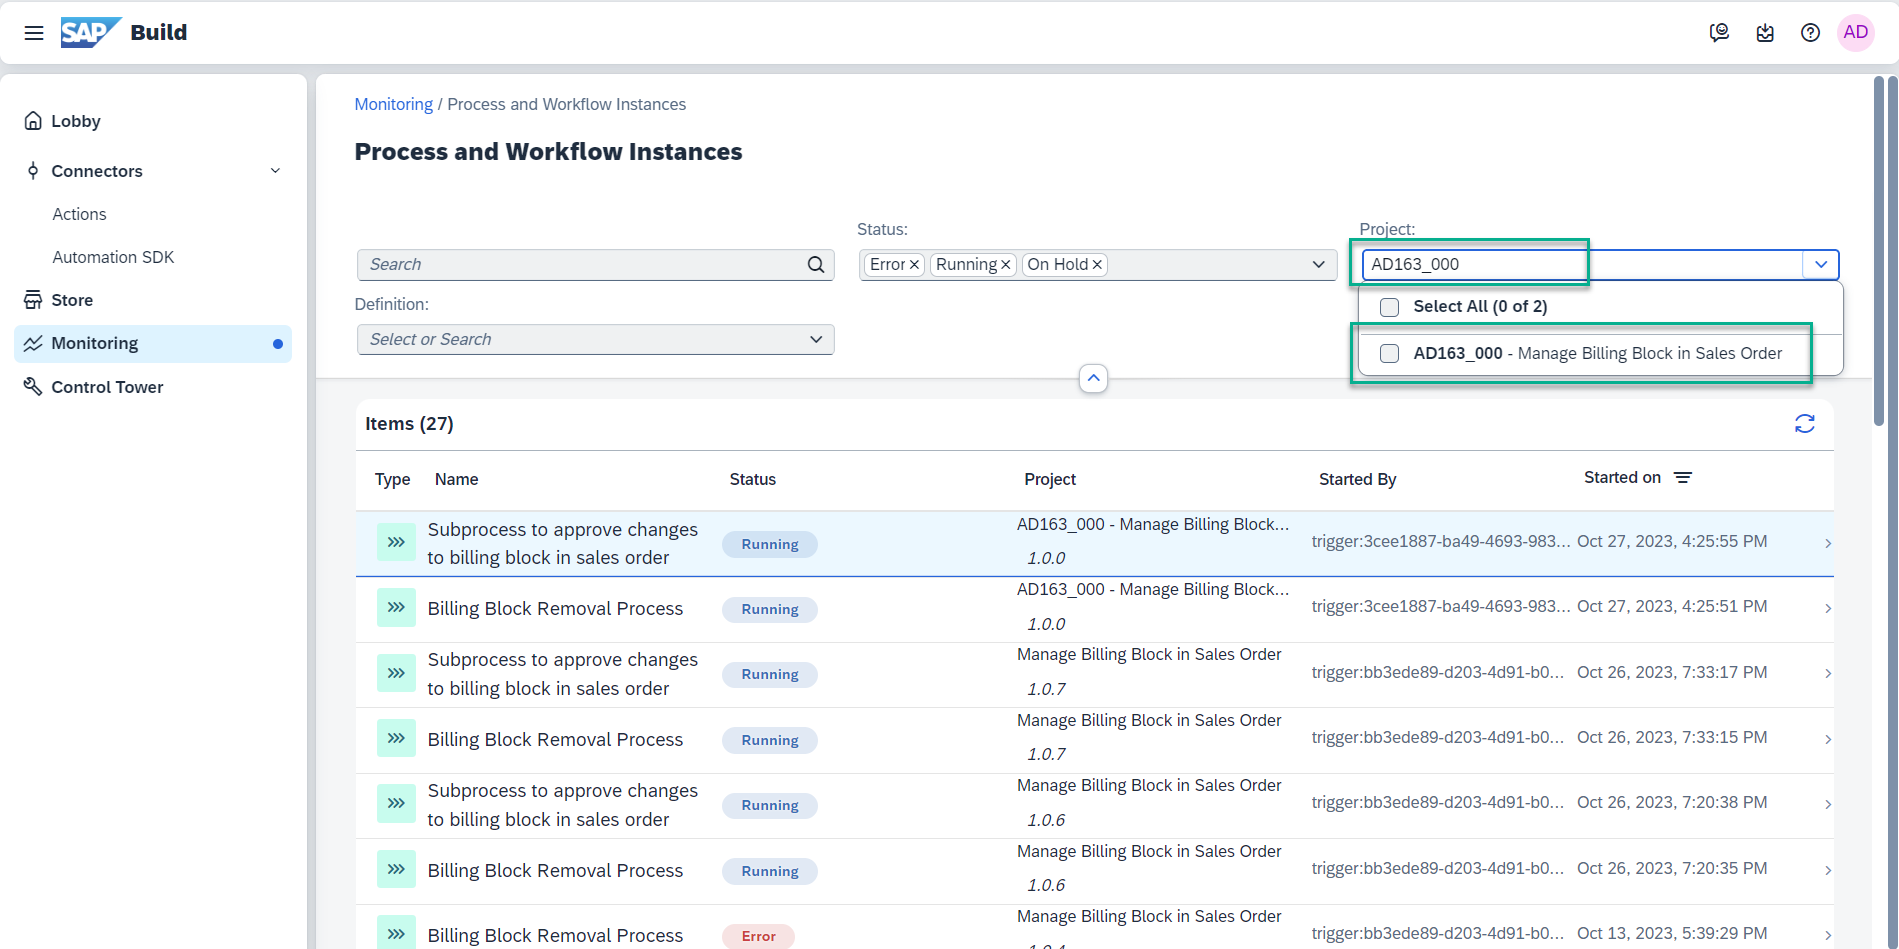 SAP Build
AD
Lobby
Connectors
Actions
Automation SDK
Store
Monitoring
Control Tower
Monitoring / Process and Workflow Instances
Process and Workflow Instances
Search
Status:
Error × Running × On Hold ×
Project:
AD163_000
Select All (0 of 2)
AD163_000 - Manage Billing Block in Sales Order
Definition:
Select or Search
Items (27)
Type Name Status Project Started By Started on
Subprocess to approve changes
to billing block in sales order
Running
AD163_000 - Manage Billing Block...
1.0.0
trigger:3cee1887-ba49-4693-983... Oct 27, 2023, 4:25:55 PM
Billing Block Removal Process
Running
AD163_000 - Manage Billing Block...
1.0.0
trigger:3cee1887-ba49-4693-983... Oct 27, 2023, 4:25:51 PM
Subprocess to approve changes
to billing block in sales order
Running
Manage Billing Block in Sales Order
1.0.7
trigger:bb3ede89-d203-4d91-b0... Oct 26, 2023, 7:33:17 PM
Billing Block Removal Process
Running
Manage Billing Block in Sales Order
1.0.7
trigger:bb3ede89-d203-4d91-b0... Oct 26, 2023, 7:33:15 PM
Subprocess to approve changes
to billing block in sales order
Running
Manage Billing Block in Sales Order
1.0.6
trigger:bb3ede89-d203-4d91-b0... Oct 26, 2023, 7:20:38 PM
Billing Block Removal Process
Running
Manage Billing Block in Sales Order
1.0.6
trigger:bb3ede89-d203-4d91-b0... Oct 26, 2023, 7:20:35 PM
Billing Block Removal Process
Error
Manage Billing Block in Sales Order
trigger:bb3ede89-d203-4d91-b0... Oct 13, 2023, 5:39:29 PM